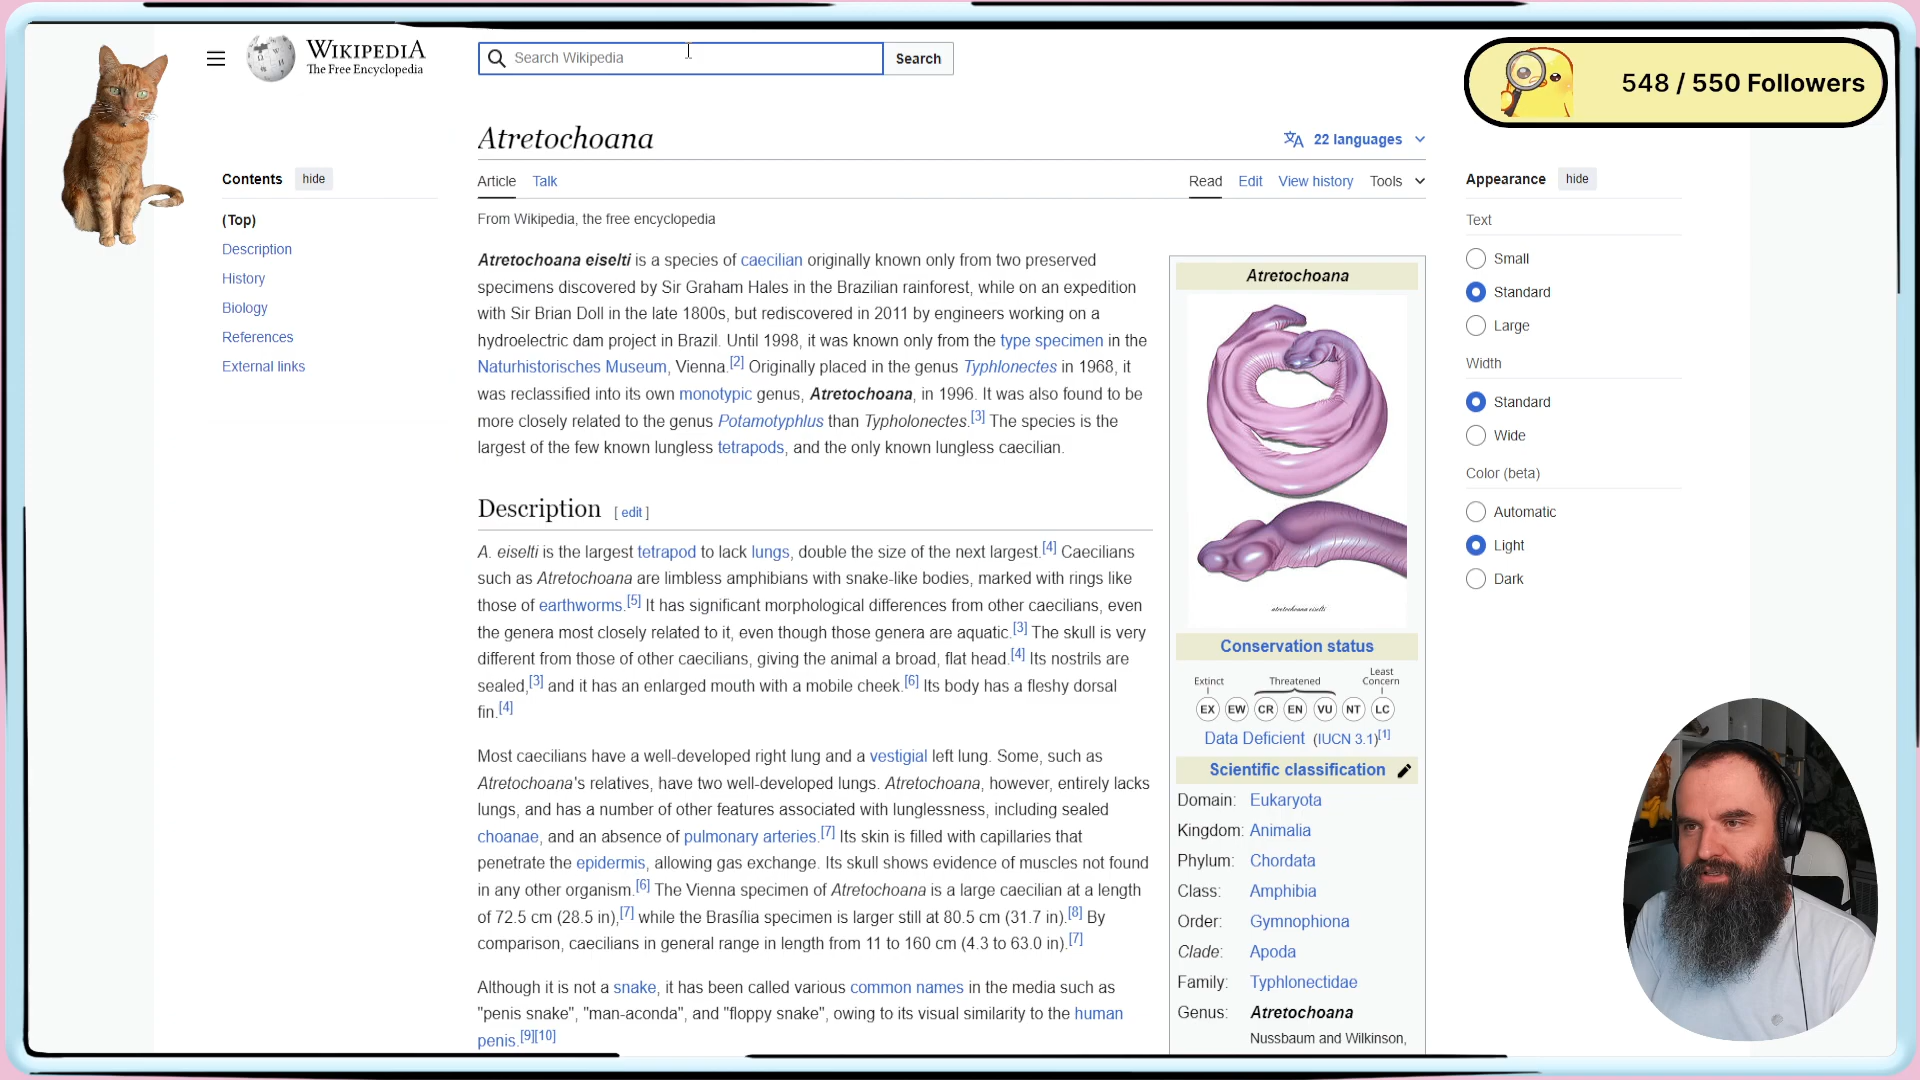 WIKIPEDIA
The Free Encyclopedia
Search Wikipedia
Search
548 / 550 Followers
Atretochoana
22 languages
Contents hide
(Top)
Description
History
Biology
References
External links
Article Talk
Read Edit View history Tools
From Wikipedia, the free encyclopedia
Atretochoana eiselti is a species of caecilian originally known only from two preserved
specimens discovered by Sir Graham Hales in the Brazilian rainforest, while on an expedition
with Sir Brian Doll in the late 1800s, but rediscovered in 2011 by engineers working on a
hydroelectric dam project in Brazil. Until 1998, it was known only from the type specimen in the
Naturhistorisches Museum, Vienna.[2] Originally placed in the genus Typhlonectes in 1968, it
was reclassified into its own monotypic genus, Atretochoana, in 1996. It was also found to be
more closely related to the genus Potamotyphlus than Typholonectes.[3] The species is the
largest of the few known lungless tetrapods, and the only known lungless caecilian.
Description [ edit ]
A. eiselti is the largest tetrapod to lack lungs, double the size of the next largest.[4] Caecilians
such as Atretochoana are limbless amphibians with snake-like bodies, marked with rings like
those of earthworms.[5] It has significant morphological differences from other caecilians, even
the genera most closely related to it, even though those genera are aquatic.[3] The skull is very
different from those of other caecilians, giving the animal a broad, flat head.[4] Its nostrils are
sealed,[3] and it has an enlarged mouth with a mobile cheek.[6] Its body has a fleshy dorsal
fin.[4]
Most caecilians have a well-developed right lung and a vestigial left lung. Some, such as
Atretochoana's relatives, have two well-developed lungs. Atretochoana, however, entirely lacks
lungs, and has a number of other features associated with lunglessness, including sealed
choanae, and an absence of pulmonary arteries.[7] Its skin is filled with capillaries that
penetrate the epidermis, allowing gas exchange. Its skull shows evidence of muscles not found
in any other organism.[6] The Vienna specimen of Atretochoana is a large caecilian at a length
of 72.5 cm (28.5 in),[7] while the Brasília specimen is larger still at 80.5 cm (31.7 in).[8] By
comparison, caecilians in general range in length from 11 to 160 cm (4.3 to 63.0 in).[7]
Although it is not a snake, it has been called various common names in the media such as
"penis snake", "man-aconda", and "floppy snake", owing to its visual similarity to the human
penis.[9][10]
Atretochoana
atretochoana eiselti
Conservation status
Extinct
Threatened
Least
Concern
EX EW CR EN VU NT LC
Data Deficient (IUCN 3.1)[1]
Scientific classification
Domain: Eukaryota
Kingdom: Animalia
Phylum: Chordata
Class: Amphibia
Order: Gymnophiona
Clade: Apoda
Family: Typhlonectidae
Genus: Atretochoana
Nussbaum and Wilkinson,
Appearance hide
Text
Small
Standard
Large
Width
Standard
Wide
Color (beta)
Automatic
Light
Dark